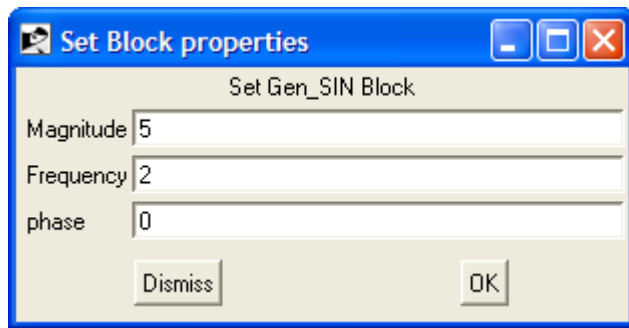 Set Block properties
Set Gen_SIN Block
Magnitude 5
Frequency 2
phase 0
Dismiss OK